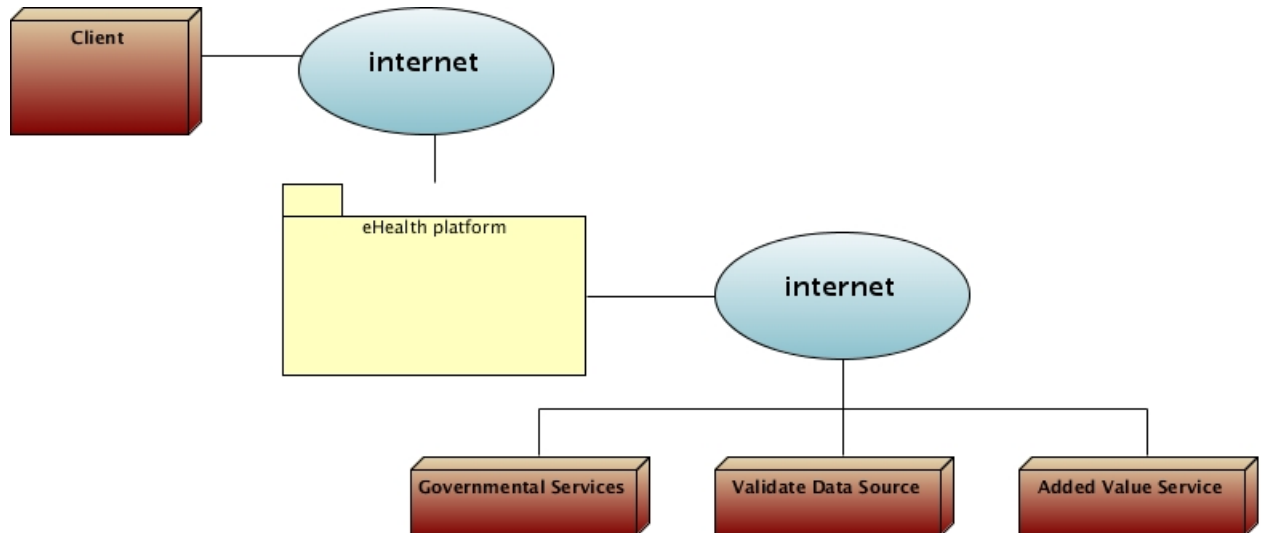 Client
internet
eHealth platform
internet
Governmental Services
Validate Data Source
Added Value Service